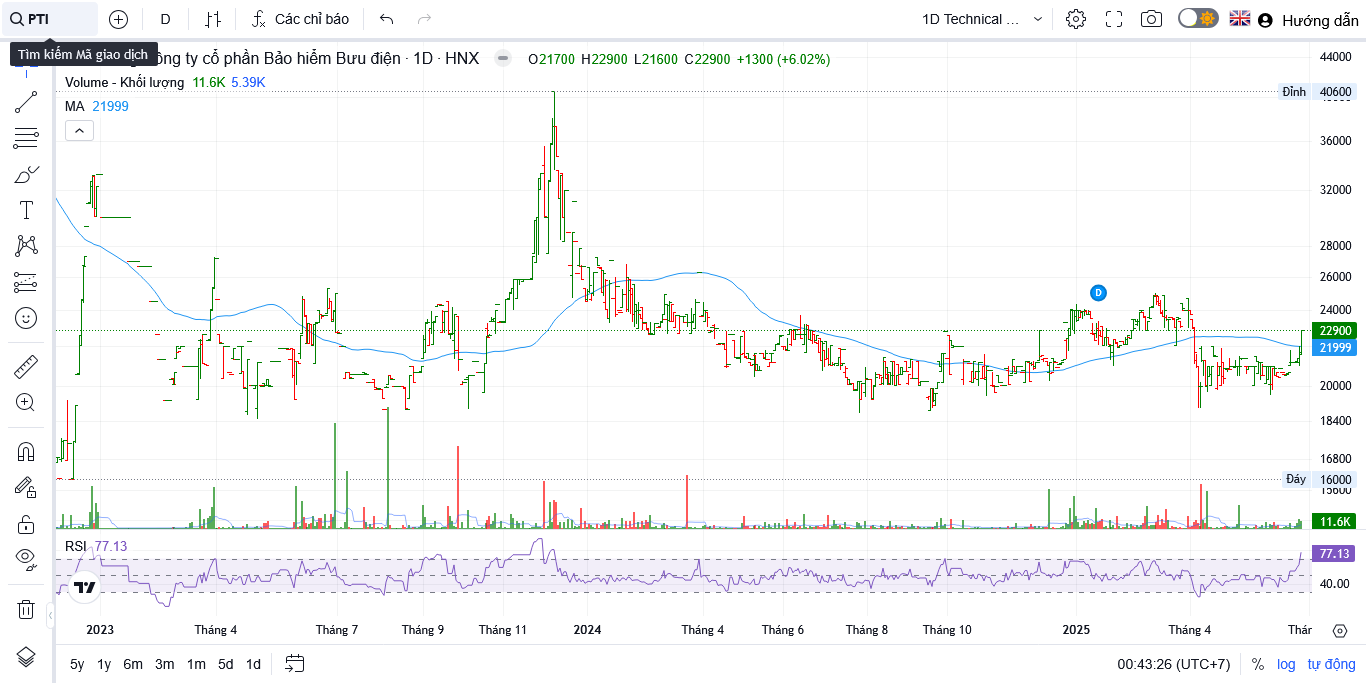 PTI
D
Các chỉ báo
1D Technical ...
Hướng dẫn
Tìm kiếm Mã giao dịch
ông ty cổ phần Bảo hiểm Bưu điện · 1D · HNX
O21700 H22900 L21600 C22900 +1300 (+6.02%)
Volume - Khối lượng 11.6K 5.39K
MA 21999
44000
Đỉnh 40600
36000
32000
28000
26000
D
24000
22900
21999
20000
18400
16800
Đáy 16000
15600
11.6K
RSI 77.13
77.13
40.00
2023 Tháng 4 Tháng 7 Tháng 9 Tháng 11 2024 Tháng 4 Tháng 6 Tháng 8 Tháng 10 2025 Tháng 4 Thár
5y 1y 6m 3m 1m 5d 1d
00:43:26 (UTC+7) % log tự động